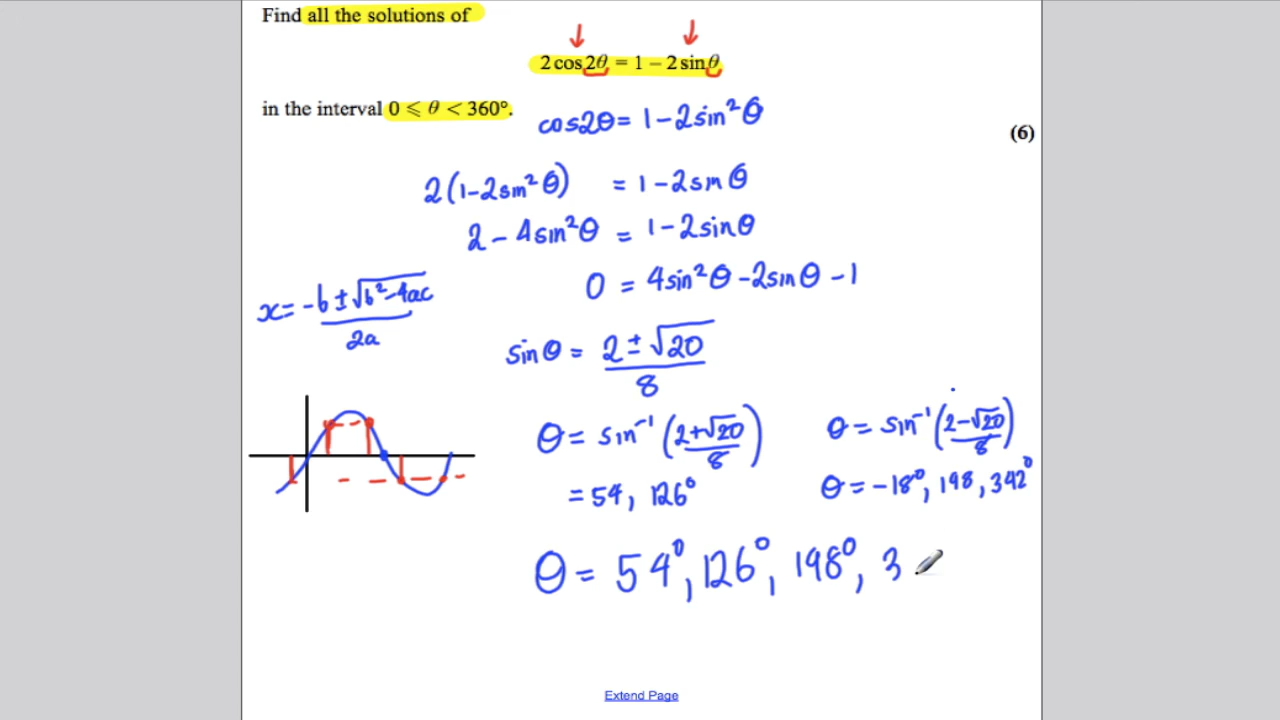 Find all the solutions of
2 cos 2θ = 1 – 2 sin θ
in the interval 0 ⩽ θ < 360°.
cos2θ = 1 – 2sin²θ
(6)
2(1–2sin²θ) = 1 – 2sinθ
2 – 4sin²θ = 1 – 2sinθ
0 = 4sin²θ – 2sinθ – 1
x = -b ± √b²-4ac / 2a
sinθ = 2 ± √20 / 8
θ = sin⁻¹ (2+√20 / 8)
θ = sin⁻¹ (2–√20 / 8)
= 54, 126°
θ = -18°, 198, 342°
θ = 54°, 126°, 198°, 3
Extend Page